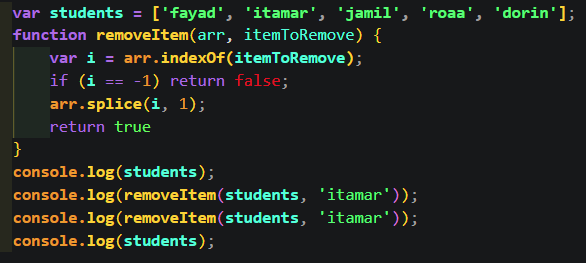 var students = ['fayad', 'itamar', 'jamil', 'roaa', 'dorin'];
function removeItem(arr, itemToRemove) {
    var i = arr.indexOf(itemToRemove);
    if (i == -1) return false;
    arr.splice(i, 1);
    return true
}
console.log(students);
console.log(removeItem(students, 'itamar'));
console.log(removeItem(students, 'itamar'));
console.log(students);